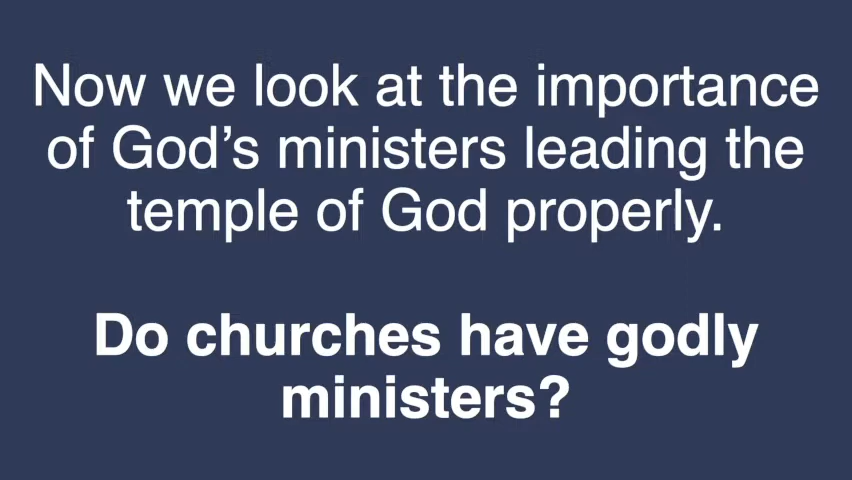 Now we look at the importance
of God’s ministers leading the
temple of God properly.
Do churches have godly
ministers?